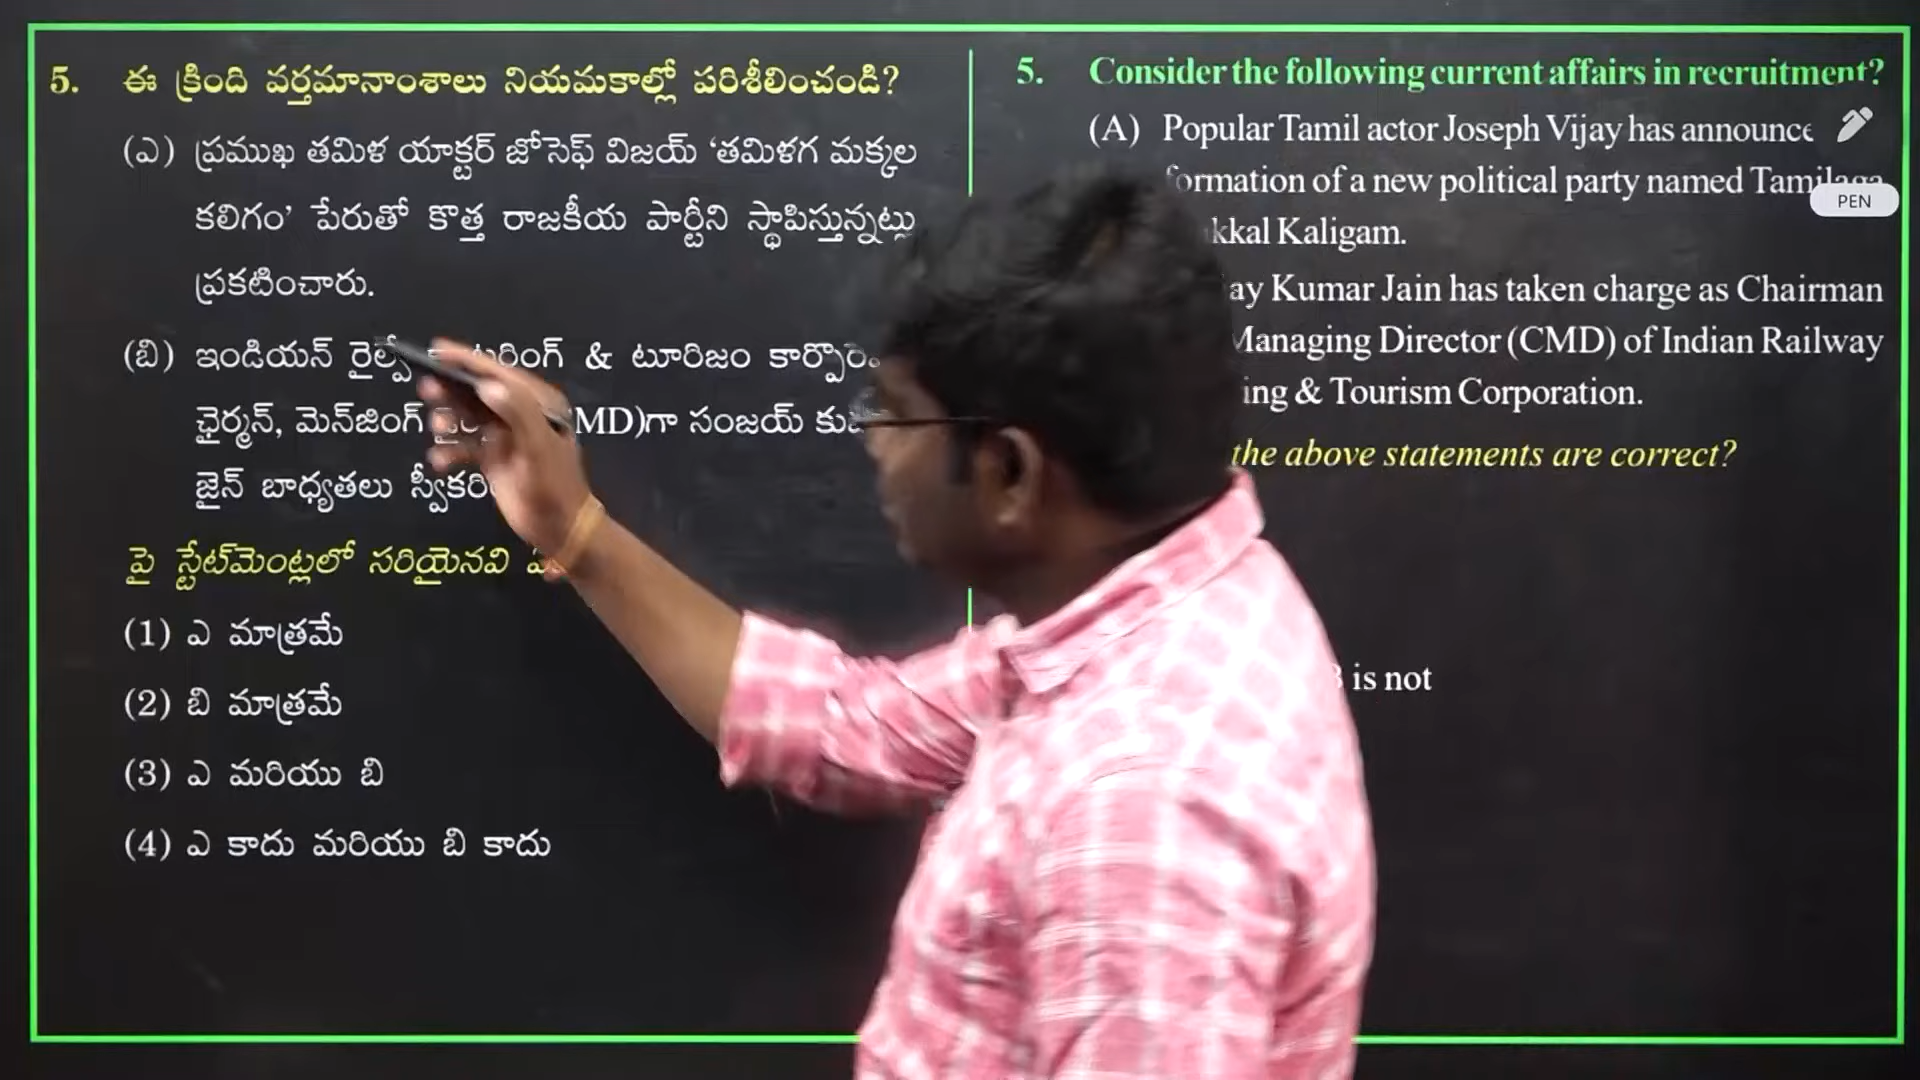 5. ఈ క్రింది వర్తమానాంశాలు నియమకాల్లో పరిశీలించండి?
(ఎ) ప్రముఖ తమిళ యాక్టర్ జోసెఫ్ విజయ్ ‘తమిళగ మక్కల
కలిగం’ పేరుతో కొత్త రాజకీయ పార్టీని స్థాపిస్తున్నట్లు
ప్రకటించారు.
(బి) ఇండియన్ రైల్వే & టూరిజం
ఛైర్మన్, మెన్‌జింగ్ MD)గా సంజయ్
జైన్ బాధ్యతలు
పై స్టేట్‌మెంట్లలో సరియైనవి
(1) ఎ మాత్రమే
(2) బి మాత్రమే
(3) ఎ మరియు బి
(4) ఎ కాదు మరియు బి కాదు
5. Consider the following current affairs in recruitment?
(A) Popular Tamil actor Joseph Vijay has announce
formation of a new political party named Tamilaga
kkal Kaligam.
ay Kumar Jain has taken charge as Chairman
Managing Director (CMD) of Indian Railway
ing & Tourism Corporation.
the above statements are correct?
is not
PEN